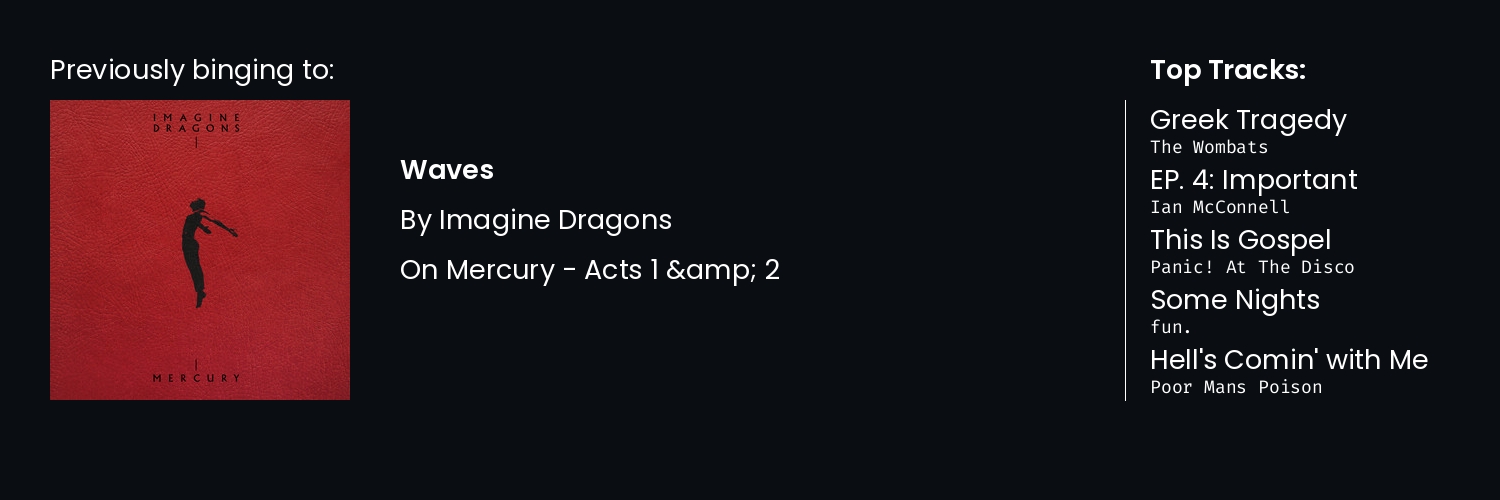 Previously binging to:
IMAGINE
DRAGONS
MERCURY
Waves
By Imagine Dragons
On Mercury - Acts 1 &amp; 2
Top Tracks:
Greek Tragedy
The Wombats
EP. 4: Important
Ian McConnell
This Is Gospel
Panic! At The Disco
Some Nights
fun.
Hell's Comin' with Me
Poor Mans Poison